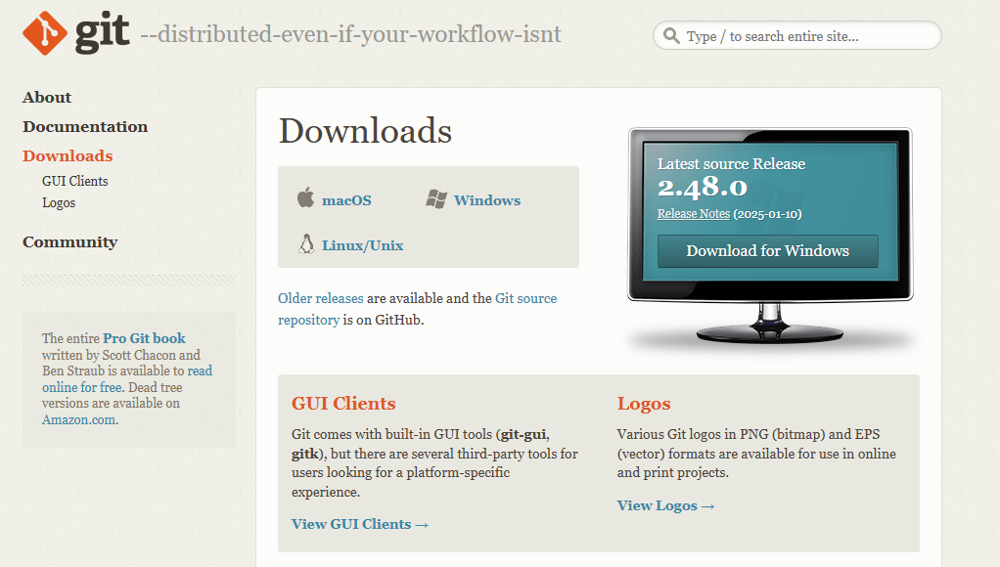 git --distributed-even-if-your-workflow-isnt
Type / to search entire site...
About
Documentation
Downloads
GUI Clients
Logos
Community
The entire Pro Git book
written by Scott Chacon and
Ben Straub is available to read
online for free. Dead tree
versions are available on
Amazon.com.
Downloads
macOS
Windows
Linux/Unix
Older releases are available and the Git source
repository is on GitHub.
Latest source Release
2.48.0
Release Notes (2025-01-10)
Download for Windows
GUI Clients
Git comes with built-in GUI tools (git-gui,
gitk), but there are several third-party tools for
users looking for a platform-specific
experience.
View GUI Clients →
Logos
Various Git logos in PNG (bitmap) and EPS
(vector) formats are available for use in online
and print projects.
View Logos →